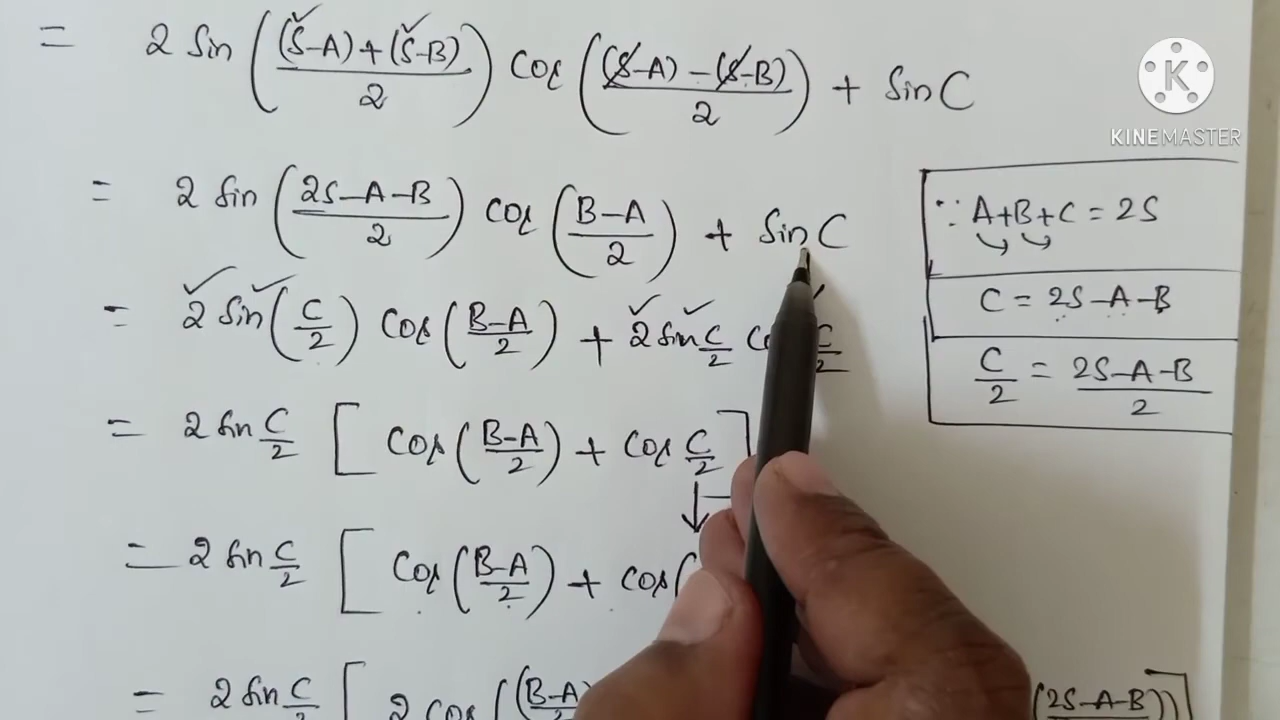 = 2 Sin ((S-A)+(S-B)/2) Cos ((S-A)-(S-B)/2) + Sin C
KINEMASTER
= 2 Sin (2S-A-B/2) Cos (B-A/2) + Sin C
∵ A+B+C = 2S
= 2 Sin (C/2) Cos (B-A/2) + 2 Sin C/2 C/2
C = 2S-A-B
C/2 = 2S-A-B/2
= 2 Sin C/2 [ Cos (B-A/2) + Cos C/2 ]
= 2 Sin C/2 [ Cos (B-A/2) + Cos (
= 2 Sin C/2 [ 2 Cos ((B-A) (2S-A-B))]